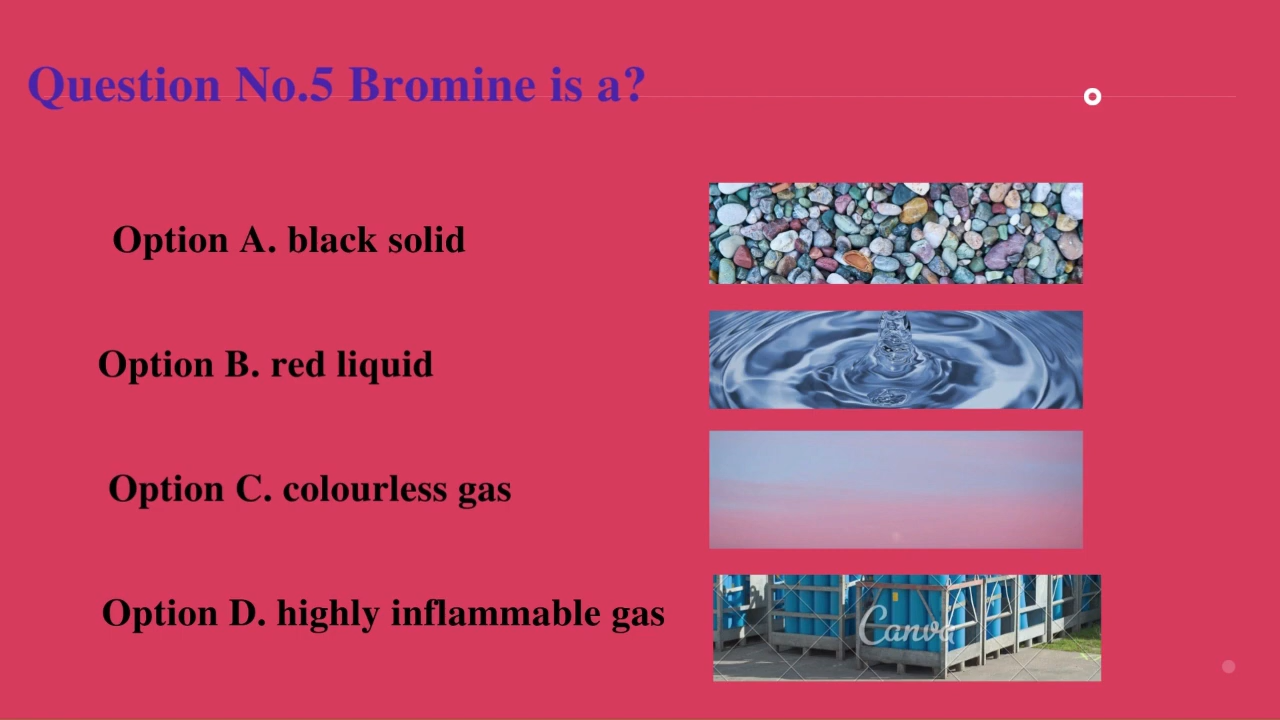 Question No.5 Bromine is a?
Option A. black solid
Option B. red liquid
Option C. colourless gas
Option D. highly inflammable gas
Canva